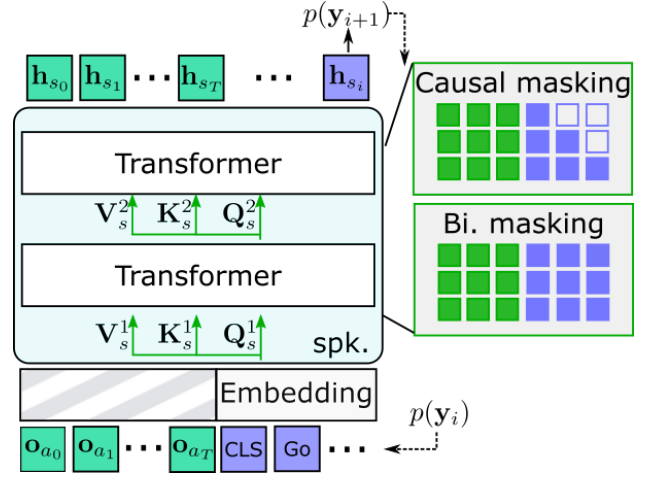 p(y_{i+1})
h_{s_0} h_{s_1} ··· h_{s_T} ··· h_{s_i}
Causal masking
Transformer
V_s^2 K_s^2 Q_s^2
Bi. masking
Transformer
V_s^1 K_s^1 Q_s^1
spk.
Embedding
p(y_i)
o_{a_0} o_{a_1} ··· o_{a_T} CLS Go ···